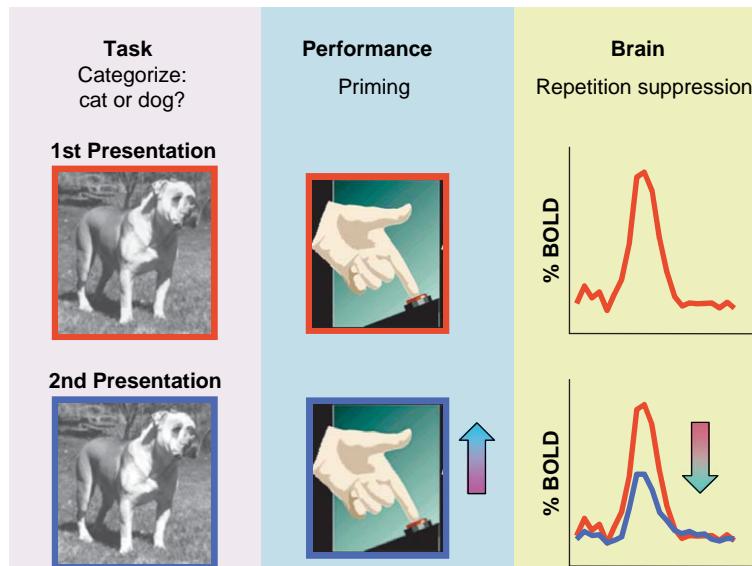 Task
Categorize:
cat or dog?
Performance
Priming
Brain
Repetition suppression
1st Presentation
% BOLD
2nd Presentation
% BOLD